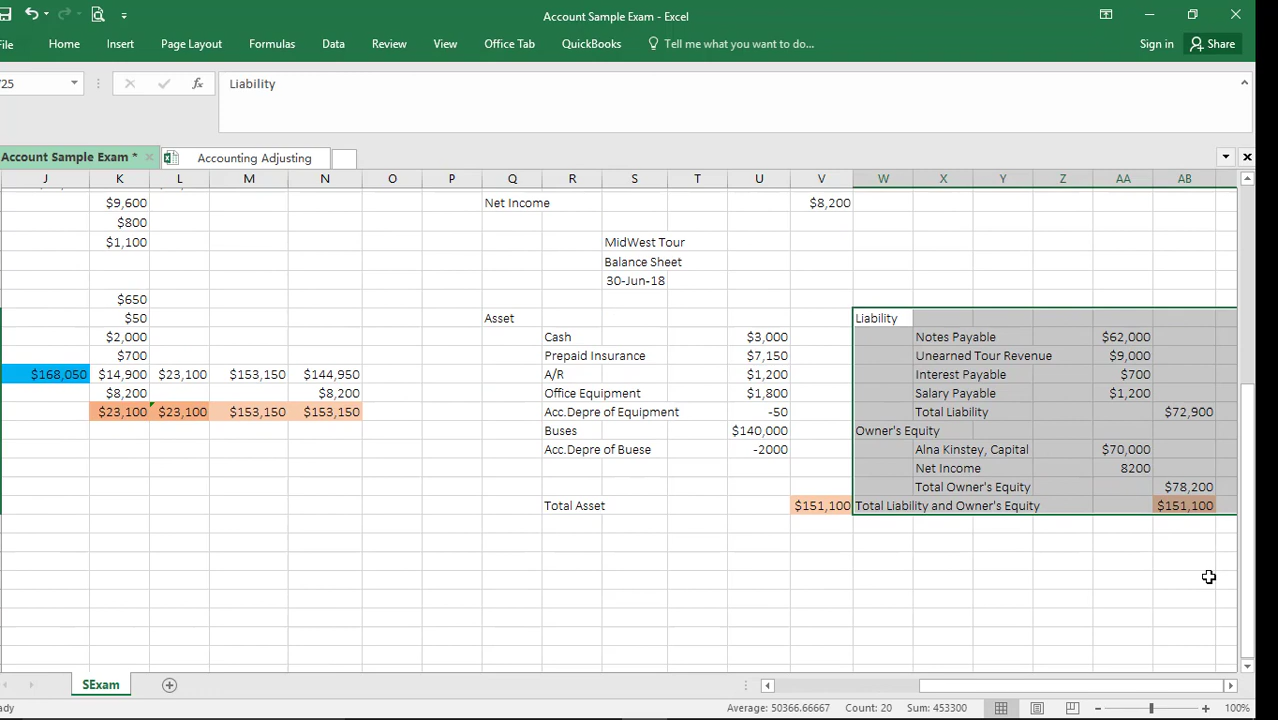 Account Sample Exam - Excel
File Home Insert Page Layout Formulas Data Review View Office Tab QuickBooks Tell me what you want to do... Sign in Share
25 fx Liability
Account Sample Exam * Accounting Adjusting
J K L M N O P Q R S T U V W X Y Z AA AB
$9,600 Net Income $8,200
$800
$1,100 MidWest Tour
Balance Sheet
30-Jun-18
$650
$50 Asset Liability
$2,000 Cash $3,000 Notes Payable $62,000
$700 Prepaid Insurance $7,150 Unearned Tour Revenue $9,000
$168,050 $14,900 $23,100 $153,150 $144,950 A/R $1,200 Interest Payable $700
$8,200 $8,200 Office Equipment $1,800 Salary Payable $1,200
$23,100 $23,100 $153,150 $153,150 Acc.Depre of Equipment -50 Total Liability $72,900
Buses $140,000 Owner's Equity
Acc.Depre of Buese -2000 Alna Kinstey, Capital $70,000
Net Income 8200
Total Owner's Equity $78,200
Total Asset $151,100 Total Liability and Owner's Equity $151,100
SExam
ady Average: 50366.66667 Count: 20 Sum: 453300 100%